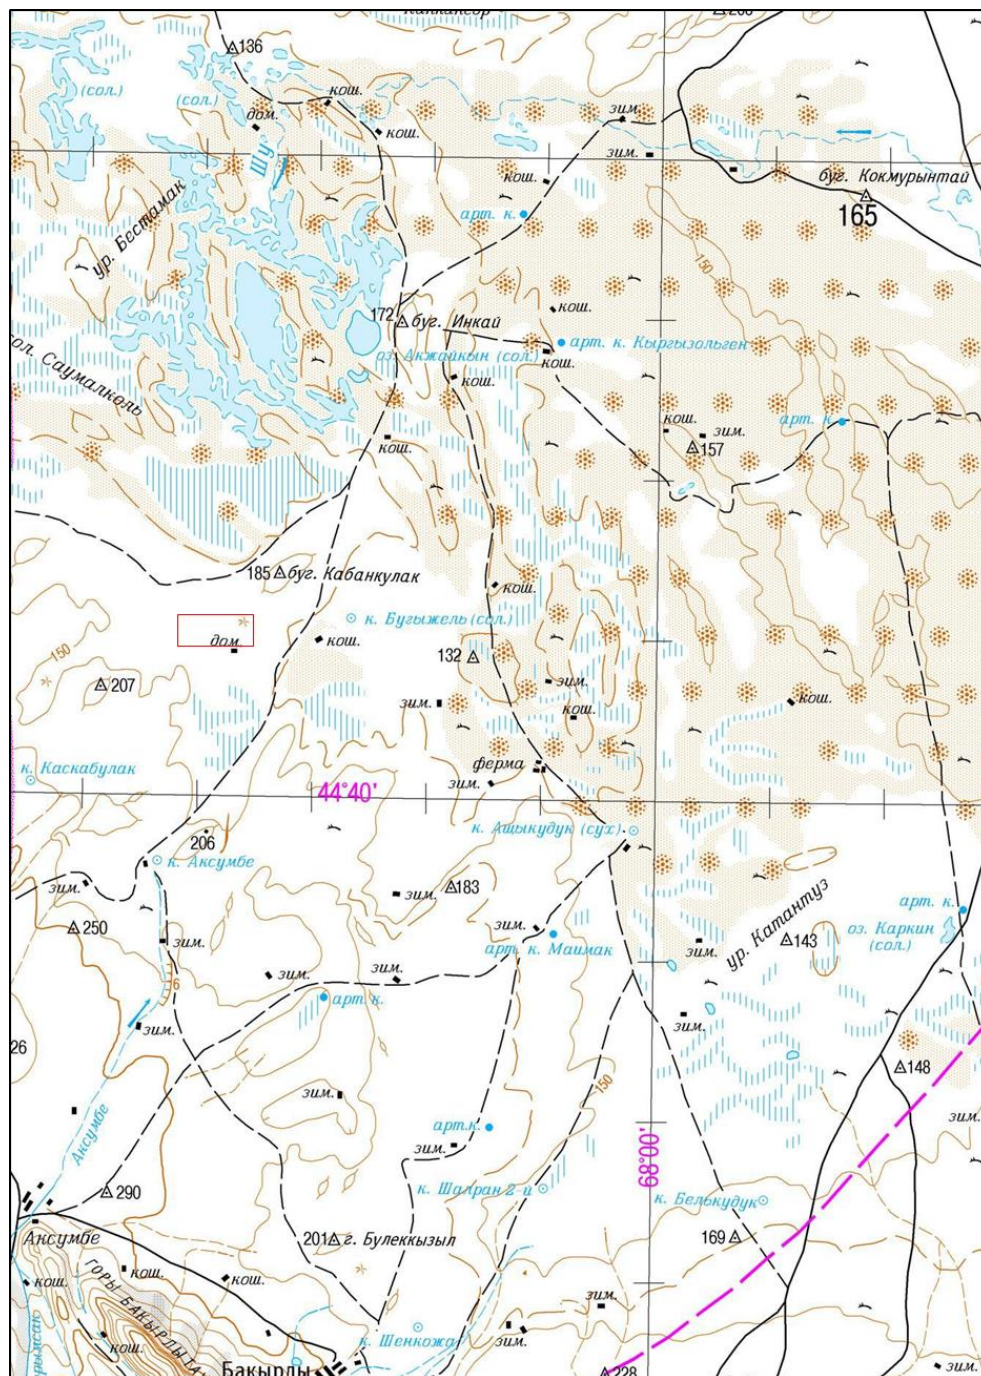 136
(сол.)
(сол.)
кош.
дом.
кош.
зим.
Шу
зим.
кош.
буг. Кокмурынтай
165
арт. к.
ур. Бестамак
150
172
буг. Инкай
кош.
оз. Акжайкын (сол.)
арт. к. Кыргызольген
кош.
кош.
сол. Саумалколь
кош.
кош.
зим.
арт. к.
157
185
буг. Кабанкулак
кош.
к. Бугыжель (сол.)
дом.
кош.
132
150
207
зим.
зим.
кош.
кош.
ферма
к. Каскабулак
зим.
44°40'
206
к. Ащыкудук (сух)
к. Аксумбе
зим.
зим.
183
ур. Катантуз
арт. к.
250
зим.
зим.
арт. к. Маимак
зим.
143
оз. Каркин
(сол.)
зим.
зим.
6
арт. к.
зим.
зим.
26
148
зим.
150
зим.
Аксумбе
арт.к.
зим.
68°00'
290
к. Шалран 2-й
к. Белькудук
Аксумбе
201
г. Булеккызыл
169
кош.
кош.
кош.
ГОРЫ БАКЫРЛЫТА
зим.
кош.
к. Шенкожа
зим.
Бакырлы
228
зим.